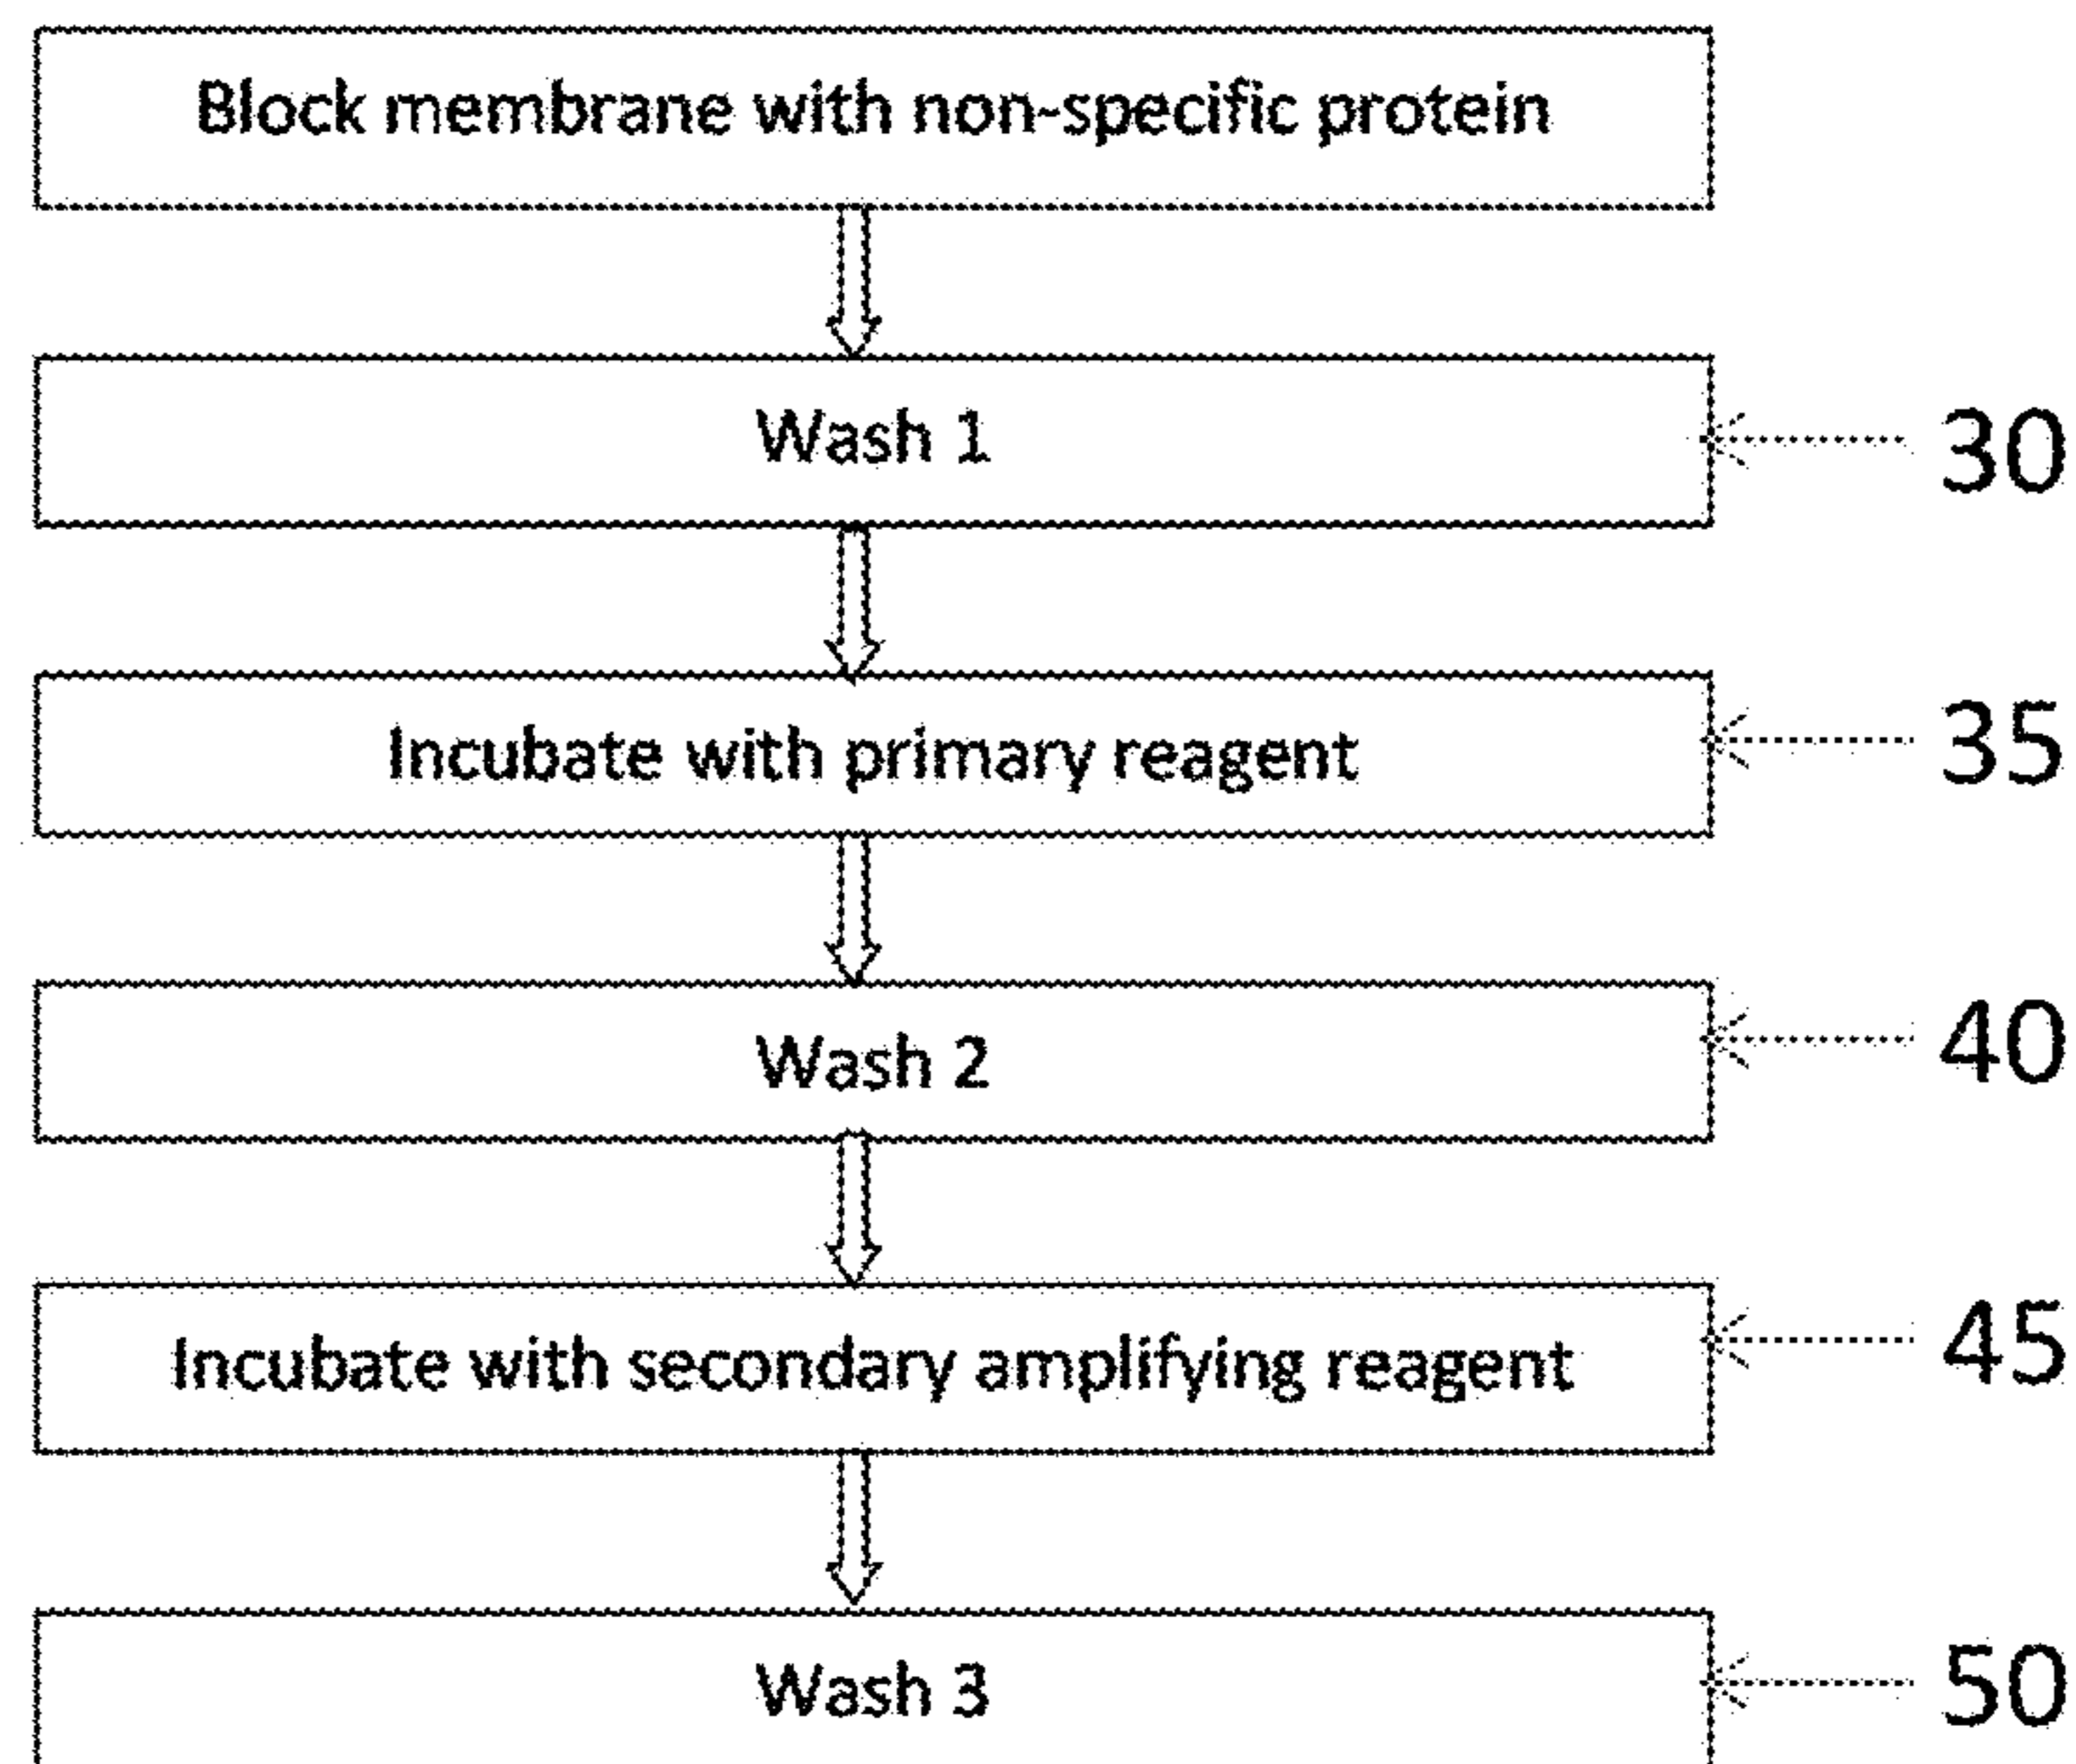 Block membrane with non-specific protein
Wash 1
30
Incubate with primary reagent
35
Wash 2
40
Incubate with secondary amplifying reagent
45
Wash 3
50